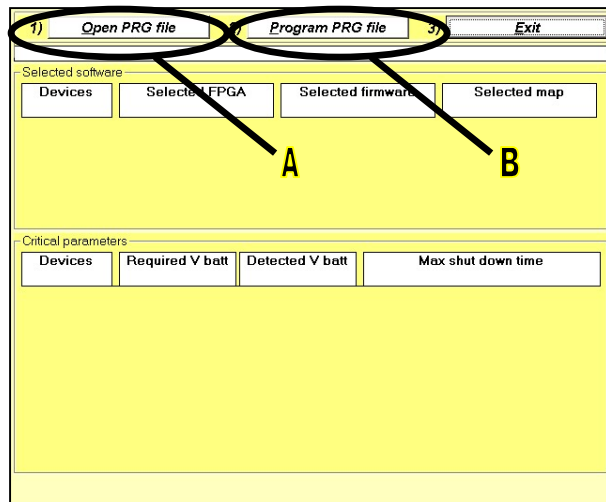 1) Open PRG file 2) Program PRG file 3) Exit
Selected software
Devices Selected FPGA Selected firmware Selected map
A B
Critical parameters
Devices Required V batt Detected V batt Max shut down time